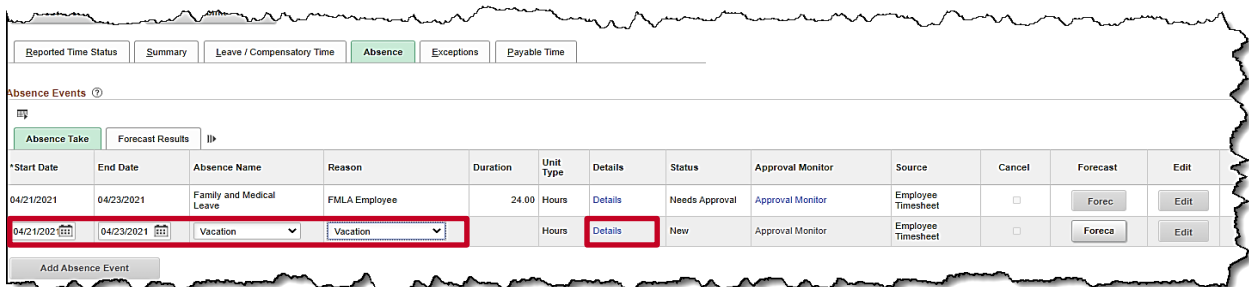 Reported Time Status Summary Leave / Compensatory Time Absence Exceptions Payable Time
Absence Events
Absence Take Forecast Results
*Start Date End Date Absence Name Reason Duration Unit Type Details Status Approval Monitor Source Cancel Forecast Edit
04/21/2021 04/23/2021 Family and Medical Leave FMLA Employee 24.00 Hours Details Needs Approval Approval Monitor Employee Timesheet Forec Edit
04/21/2021 04/23/2021 Vacation Vacation Hours Details New Approval Monitor Employee Timesheet Foreca Edit
Add Absence Event